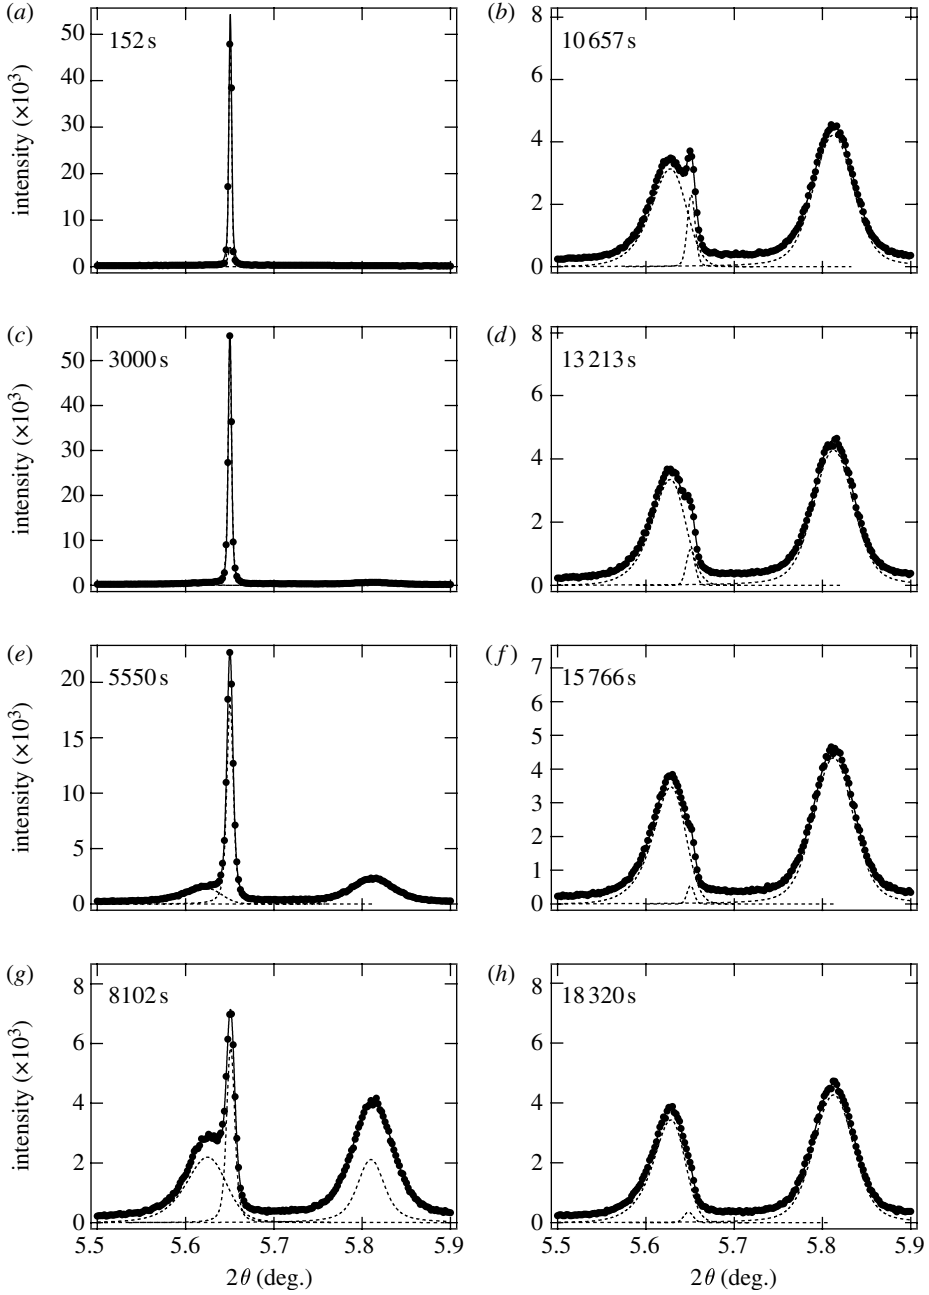 (a)
152 s
intensity (×10³)
50
40
30
20
10
0
(b)
10 657 s
8
6
4
2
0
(c)
3000 s
intensity (×10³)
50
40
30
20
10
0
(d)
13 213 s
8
6
4
2
0
(e)
5550 s
intensity (×10³)
20
15
10
5
0
(f)
15 766 s
7
6
5
4
3
2
1
0
(g)
8102 s
intensity (×10³)
8
6
4
2
0
5.5 5.6 5.7 5.8 5.9
2θ (deg.)
(h)
18 320 s
8
6
4
2
0
5.5 5.6 5.7 5.8 5.9
2θ (deg.)